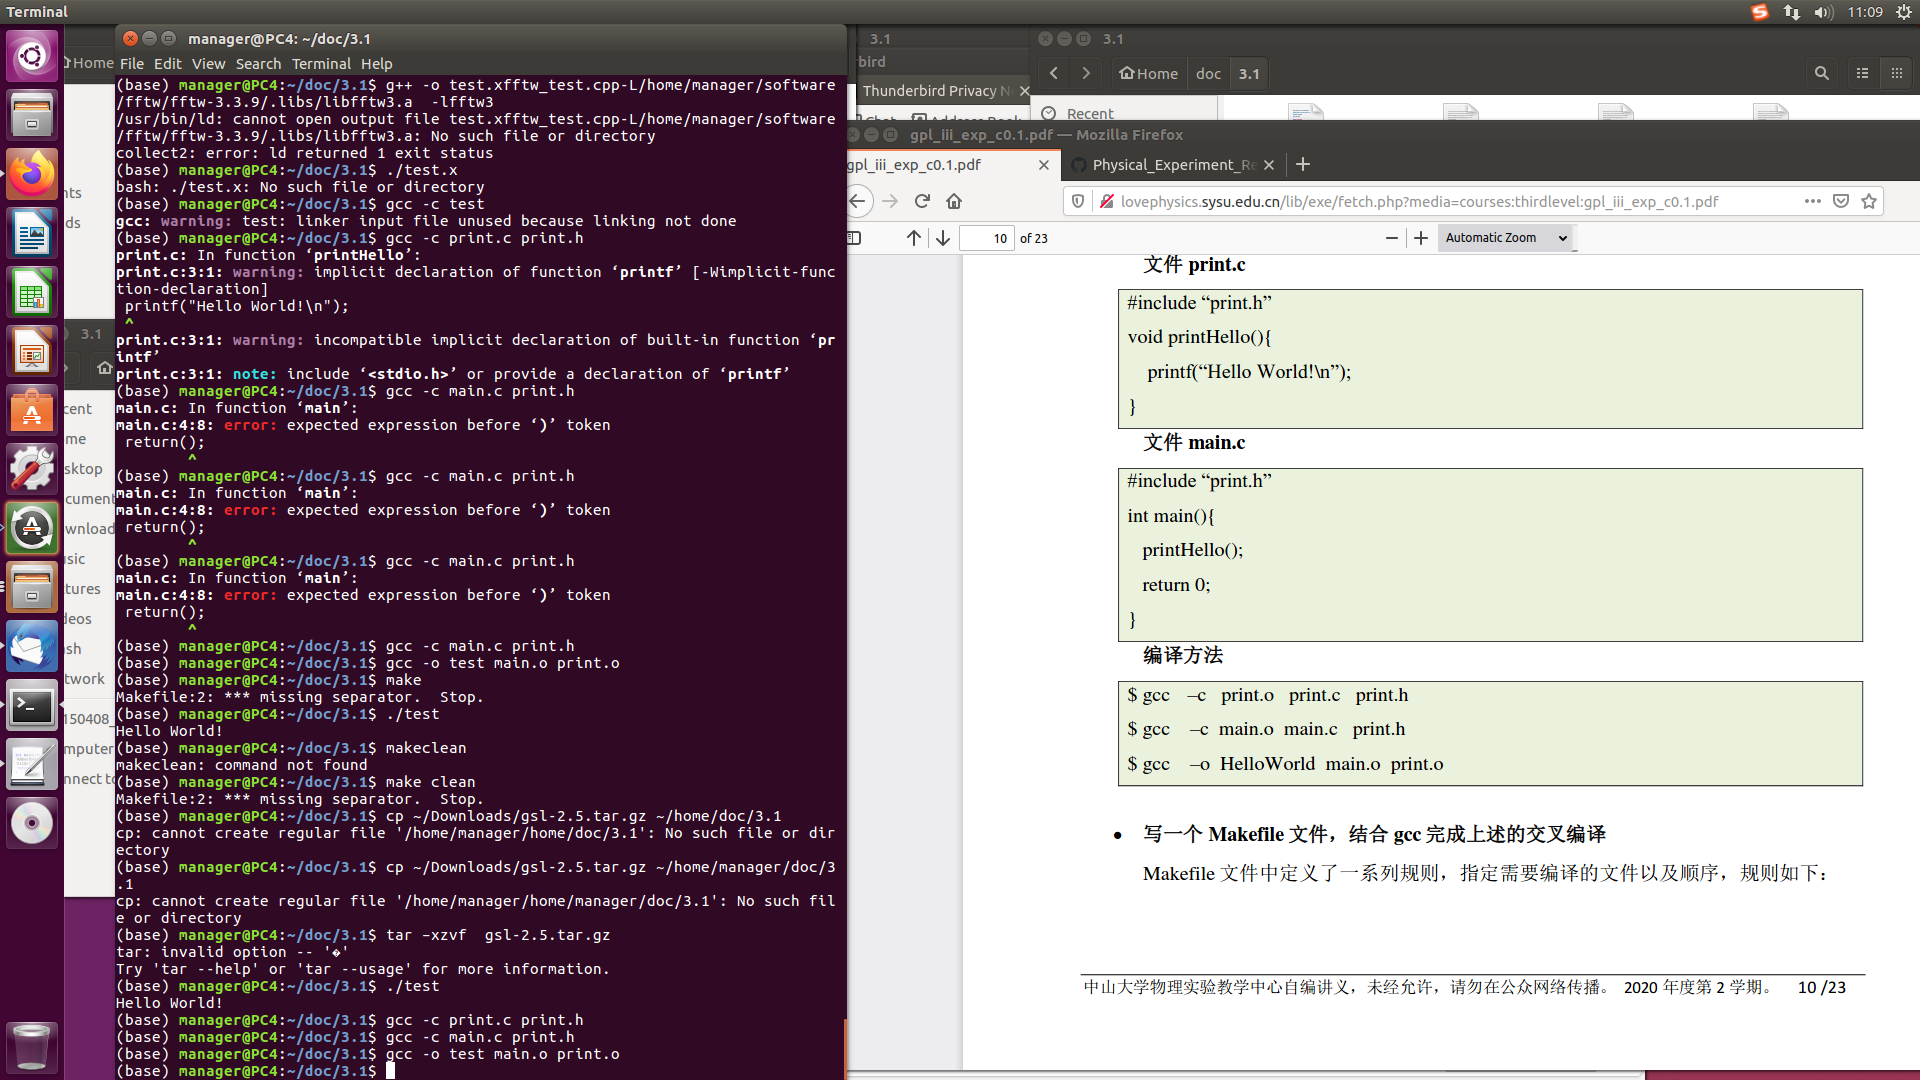 Terminal
11:09
manager@PC4: ~/doc/3.1
File Edit View Search Terminal Help
(base) manager@PC4:~/doc/3.1$ g++ -o test.xfftw_test.cpp-L/home/manager/software
/fftw/fftw-3.3.9/.libs/libfftw3.a  -lfftw3
/usr/bin/ld: cannot open output file test.xfftw_test.cpp-L/home/manager/software
/fftw/fftw-3.3.9/.libs/libfftw3.a: No such file or directory
collect2: error: ld returned 1 exit status
(base) manager@PC4:~/doc/3.1$ ./test.x
bash: ./test.x: No such file or directory
(base) manager@PC4:~/doc/3.1$ gcc -c test
gcc: warning: test: linker input file unused because linking not done
(base) manager@PC4:~/doc/3.1$ gcc -c print.c print.h
print.c: In function ‘printHello’:
print.c:3:1: warning: implicit declaration of function ‘printf’ [-Wimplicit-func
tion-declaration]
 printf("Hello World!\n");
 ^
print.c:3:1: warning: incompatible implicit declaration of built-in function ‘pr
intf’
print.c:3:1: note: include ‘<stdio.h>’ or provide a declaration of ‘printf’
(base) manager@PC4:~/doc/3.1$ gcc -c main.c print.h
main.c: In function ‘main’:
main.c:4:8: error: expected expression before ‘)’ token
 return();
        ^
(base) manager@PC4:~/doc/3.1$ gcc -c main.c print.h
main.c: In function ‘main’:
main.c:4:8: error: expected expression before ‘)’ token
 return();
        ^
(base) manager@PC4:~/doc/3.1$ gcc -c main.c print.h
main.c: In function ‘main’:
main.c:4:8: error: expected expression before ‘)’ token
 return();
        ^
(base) manager@PC4:~/doc/3.1$ gcc -c main.c print.h
(base) manager@PC4:~/doc/3.1$ gcc -o test main.o print.o
(base) manager@PC4:~/doc/3.1$ make
Makefile:2: *** missing separator.  Stop.
(base) manager@PC4:~/doc/3.1$ ./test
Hello World!
(base) manager@PC4:~/doc/3.1$ makeclean
makeclean: command not found
(base) manager@PC4:~/doc/3.1$ make clean
Makefile:2: *** missing separator.  Stop.
(base) manager@PC4:~/doc/3.1$ cp ~/Downloads/gsl-2.5.tar.gz ~/home/doc/3.1
cp: cannot create regular file '/home/manager/home/doc/3.1': No such file or dir
ectory
(base) manager@PC4:~/doc/3.1$ cp ~/Downloads/gsl-2.5.tar.gz ~/home/manager/doc/3
.1
cp: cannot create regular file '/home/manager/home/manager/doc/3.1': No such fil
e or directory
(base) manager@PC4:~/doc/3.1$ tar –xzvf  gsl-2.5.tar.gz
tar: invalid option -- '�'
Try 'tar --help' or 'tar --usage' for more information.
(base) manager@PC4:~/doc/3.1$ ./test
Hello World!
(base) manager@PC4:~/doc/3.1$ gcc -c print.c print.h
(base) manager@PC4:~/doc/3.1$ gcc -c main.c print.h
(base) manager@PC4:~/doc/3.1$ gcc -o test main.o print.o
(base) manager@PC4:~/doc/3.1$
Home
nts
ds
3.1
cent
me
sktop
cument
wnload
sic
tures
deos
ash
twork
150408_
mputer
nnect to
3.1
bird
Thunderbird Privacy N
Chat Address Book
3.1
Home doc 3.1
Recent
gpl_iii_exp_c0.1.pdf — Mozilla Firefox
gpl_iii_exp_c0.1.pdf
Physical_Experiment_Re
lovephysics.sysu.edu.cn/lib/exe/fetch.php?media=courses:thirdlevel:gpl_iii_exp_c0.1.pdf
10 of 23
Automatic Zoom
文件 print.c
#include “print.h”
void printHello(){
printf(“Hello World!\n”);
}
文件 main.c
#include “print.h”
int main(){
printHello();
return 0;
}
编译方法
$ gcc –c print.o print.c print.h
$ gcc –c main.o main.c print.h
$ gcc –o HelloWorld main.o print.o
• 写一个 Makefile 文件，结合 gcc 完成上述的交叉编译
Makefile 文件中定义了一系列规则，指定需要编译的文件以及顺序，规则如下：
中山大学物理实验教学中心自编讲义，未经允许，请勿在公众网络传播。 2020 年度第 2 学期。 10 /23